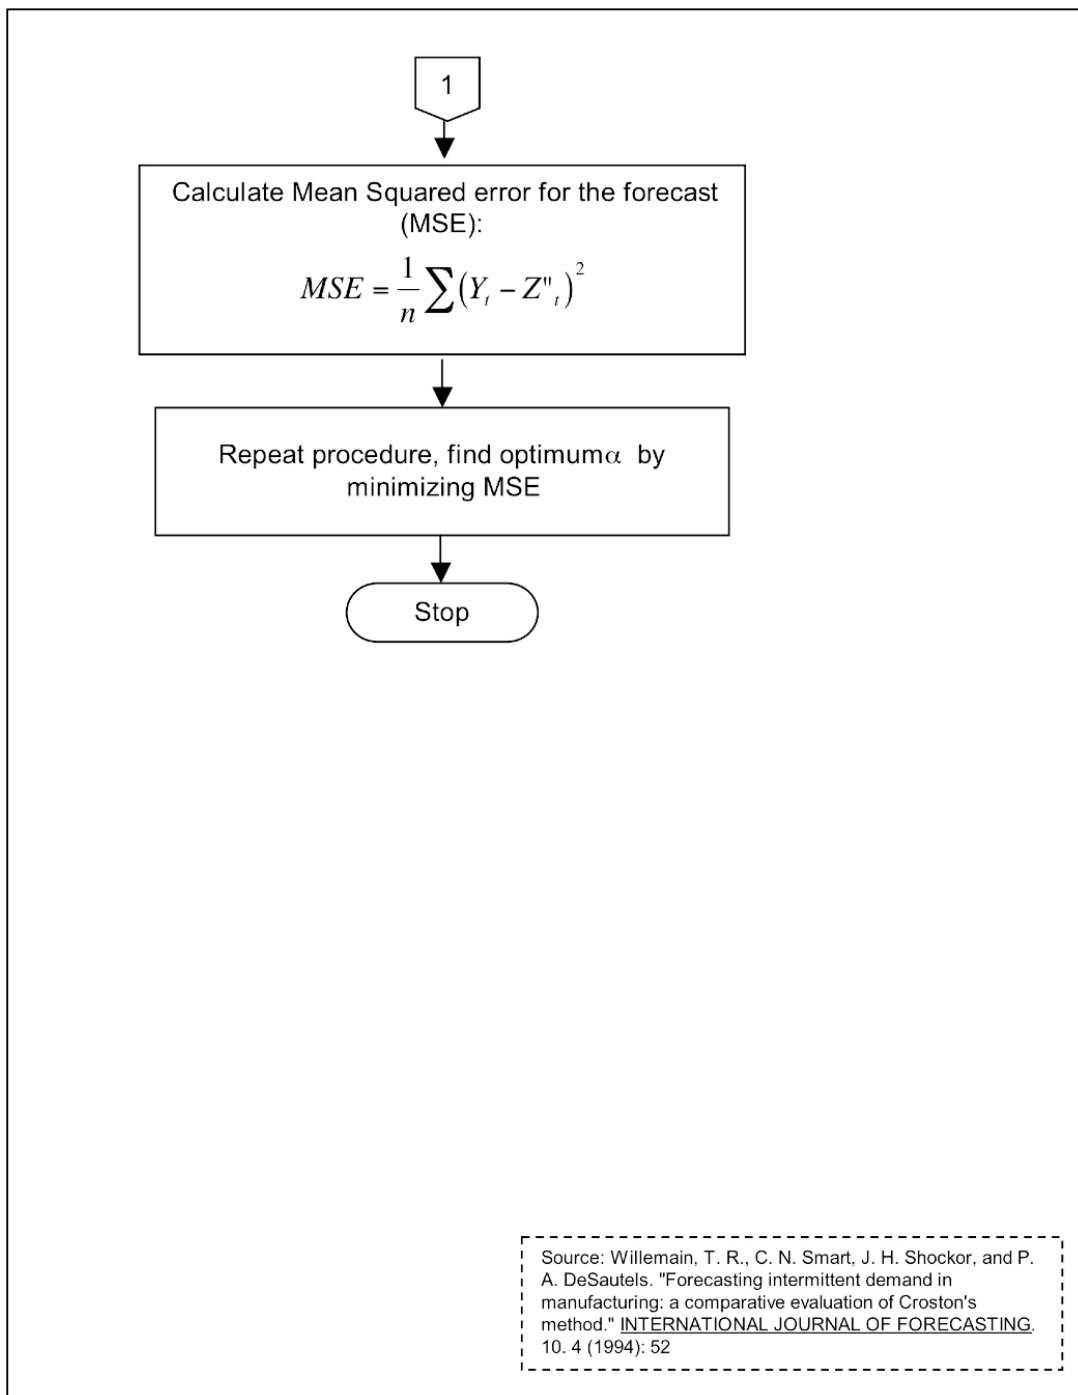 1
Calculate Mean Squared error for the forecast
(MSE):
MSE = \frac{1}{n} \sum (Y_t - Z''_t)^2
Repeat procedure, find optimumα by
minimizing MSE
Stop
Source: Willemain, T. R., C. N. Smart, J. H. Shockor, and P.
A. DeSautels. "Forecasting intermittent demand in
manufacturing: a comparative evaluation of Croston's
method." INTERNATIONAL JOURNAL OF FORECASTING.
10. 4 (1994): 52